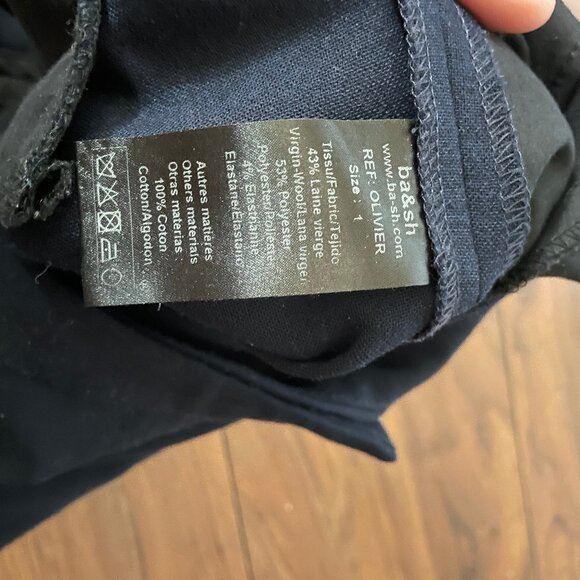 ba&sh
www.ba-sh.com
REF: OLIVIER.
Size : 1
Tissu/Fabric/Tejido
43% Laine vierge
Virgin-Wool/Lana virgen
53% Polyester
Polyester/Poliester
4% Elasthanne
Elastane/Elastano
Autres matieres
Others materials
Otras materias
100% Coton
Cotton/Algodon